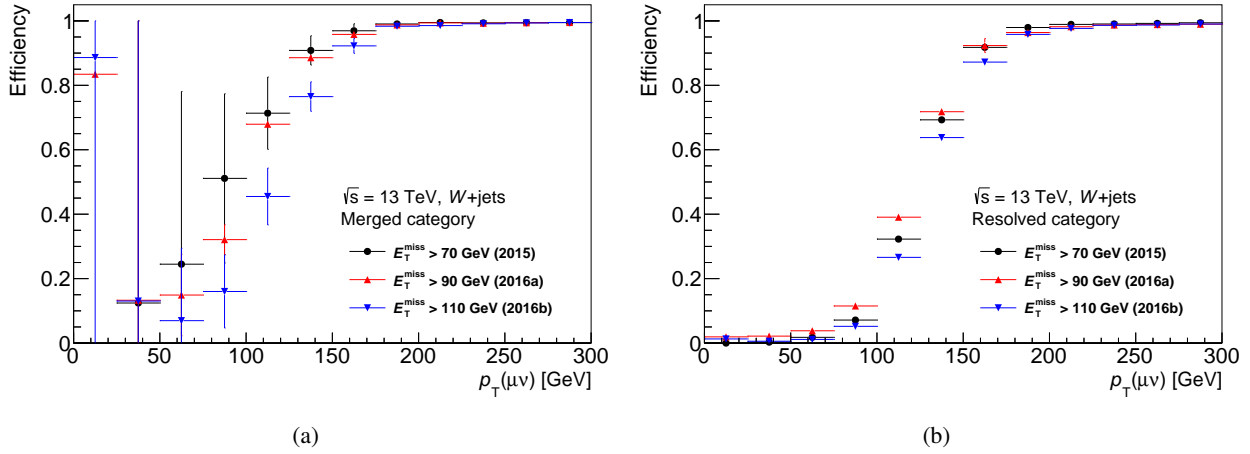 Efficiency
1
0.8
0.6
0.4
0.2
0
√s = 13 TeV, W+jets
Merged category
E_T^miss > 70 GeV (2015)
E_T^miss > 90 GeV (2016a)
E_T^miss > 110 GeV (2016b)
0 50 100 150 200 250 300
p_T(μν) [GeV]
(a)
Efficiency
1
0.8
0.6
0.4
0.2
0
√s = 13 TeV, W+jets
Resolved category
E_T^miss > 70 GeV (2015)
E_T^miss > 90 GeV (2016a)
E_T^miss > 110 GeV (2016b)
0 50 100 150 200 250 300
p_T(μν) [GeV]
(b)